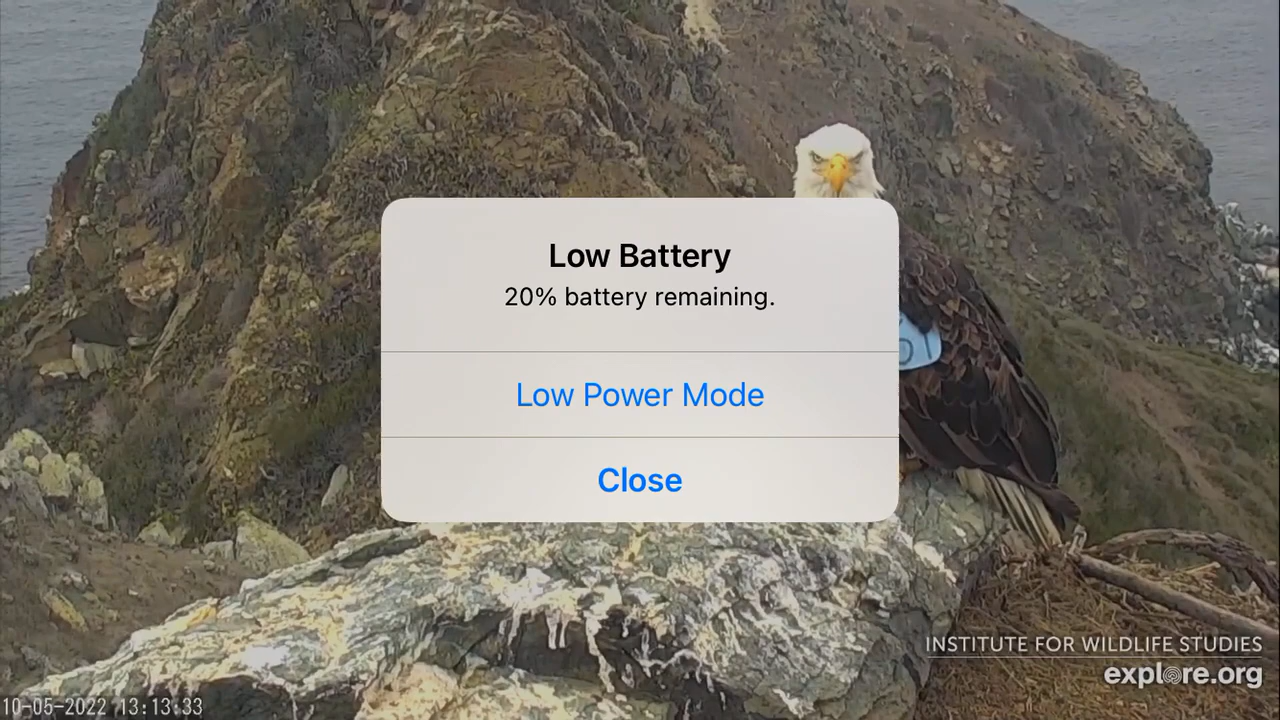 Low Battery
20% battery remaining.
Low Power Mode
Close
INSTITUTE FOR WILDLIFE STUDIES
explore.org
10-05-2022 13:13:33